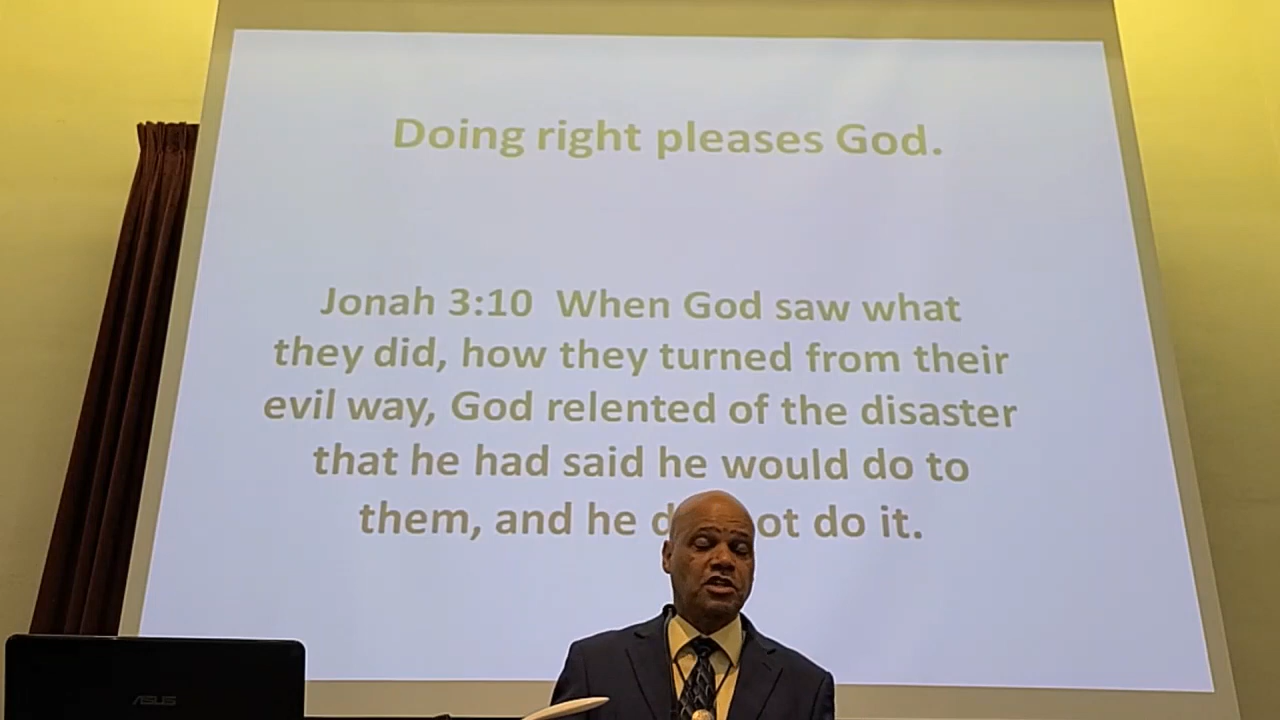 Doing right pleases God.
Jonah 3:10 When God saw what
they did, how they turned from their
evil way, God relented of the disaster
that he had said he would do to
them, and he d ot do it.
ASUS